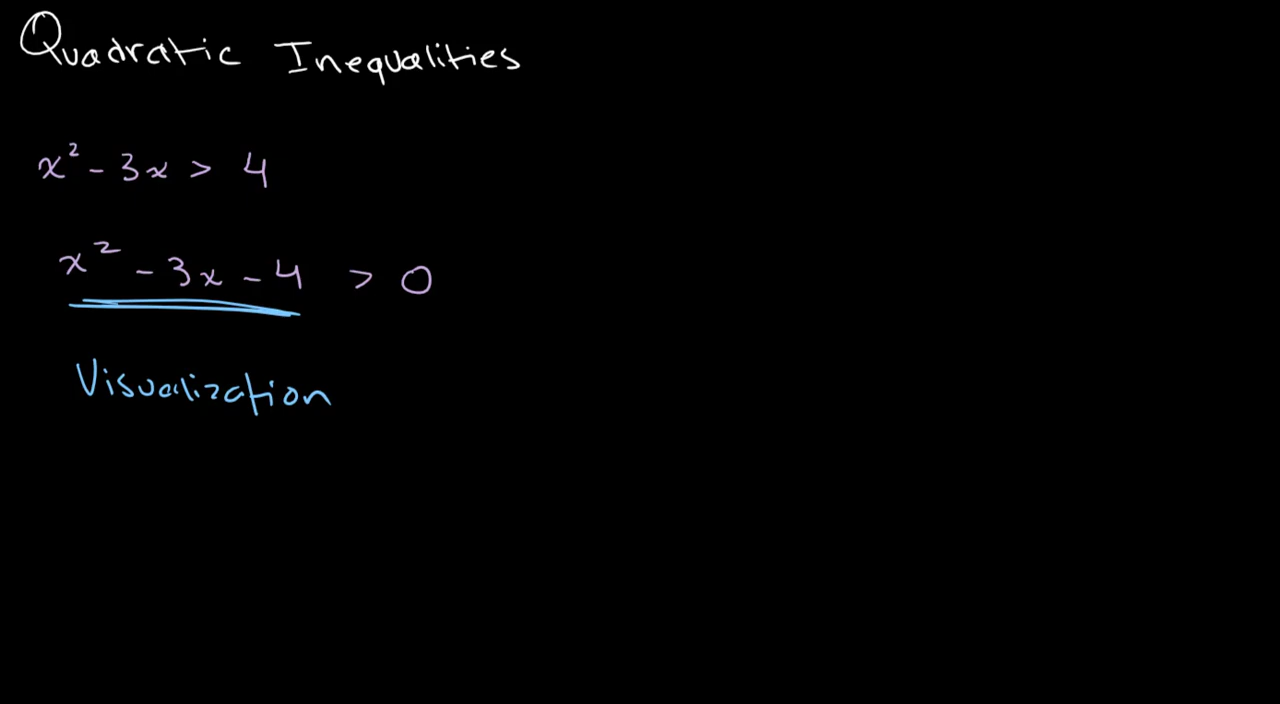 Quadratic Inequalities
x² - 3x > 4
x² - 3x - 4 > 0
Visualization